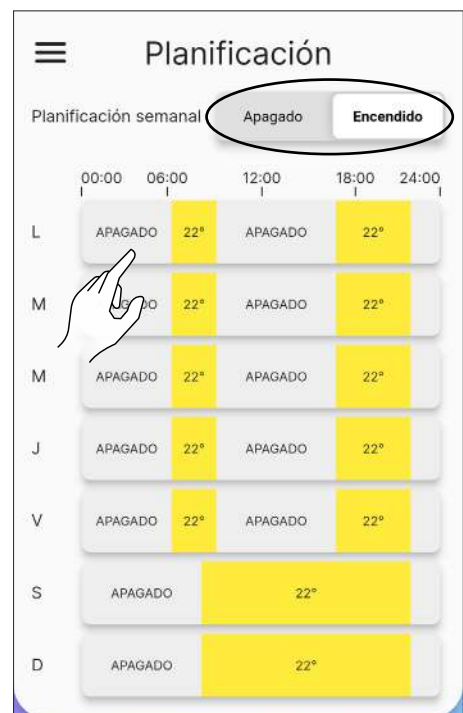 Planificación
Planificación semanal Apagado Encendido
00:00 06:00 12:00 18:00 24:00
L APAGADO 22° APAGADO 22°
M 22° APAGADO 22°
M APAGADO 22° APAGADO 22°
J APAGADO 22° APAGADO 22°
V APAGADO 22° APAGADO 22°
S APAGADO 22°
D APAGADO 22°